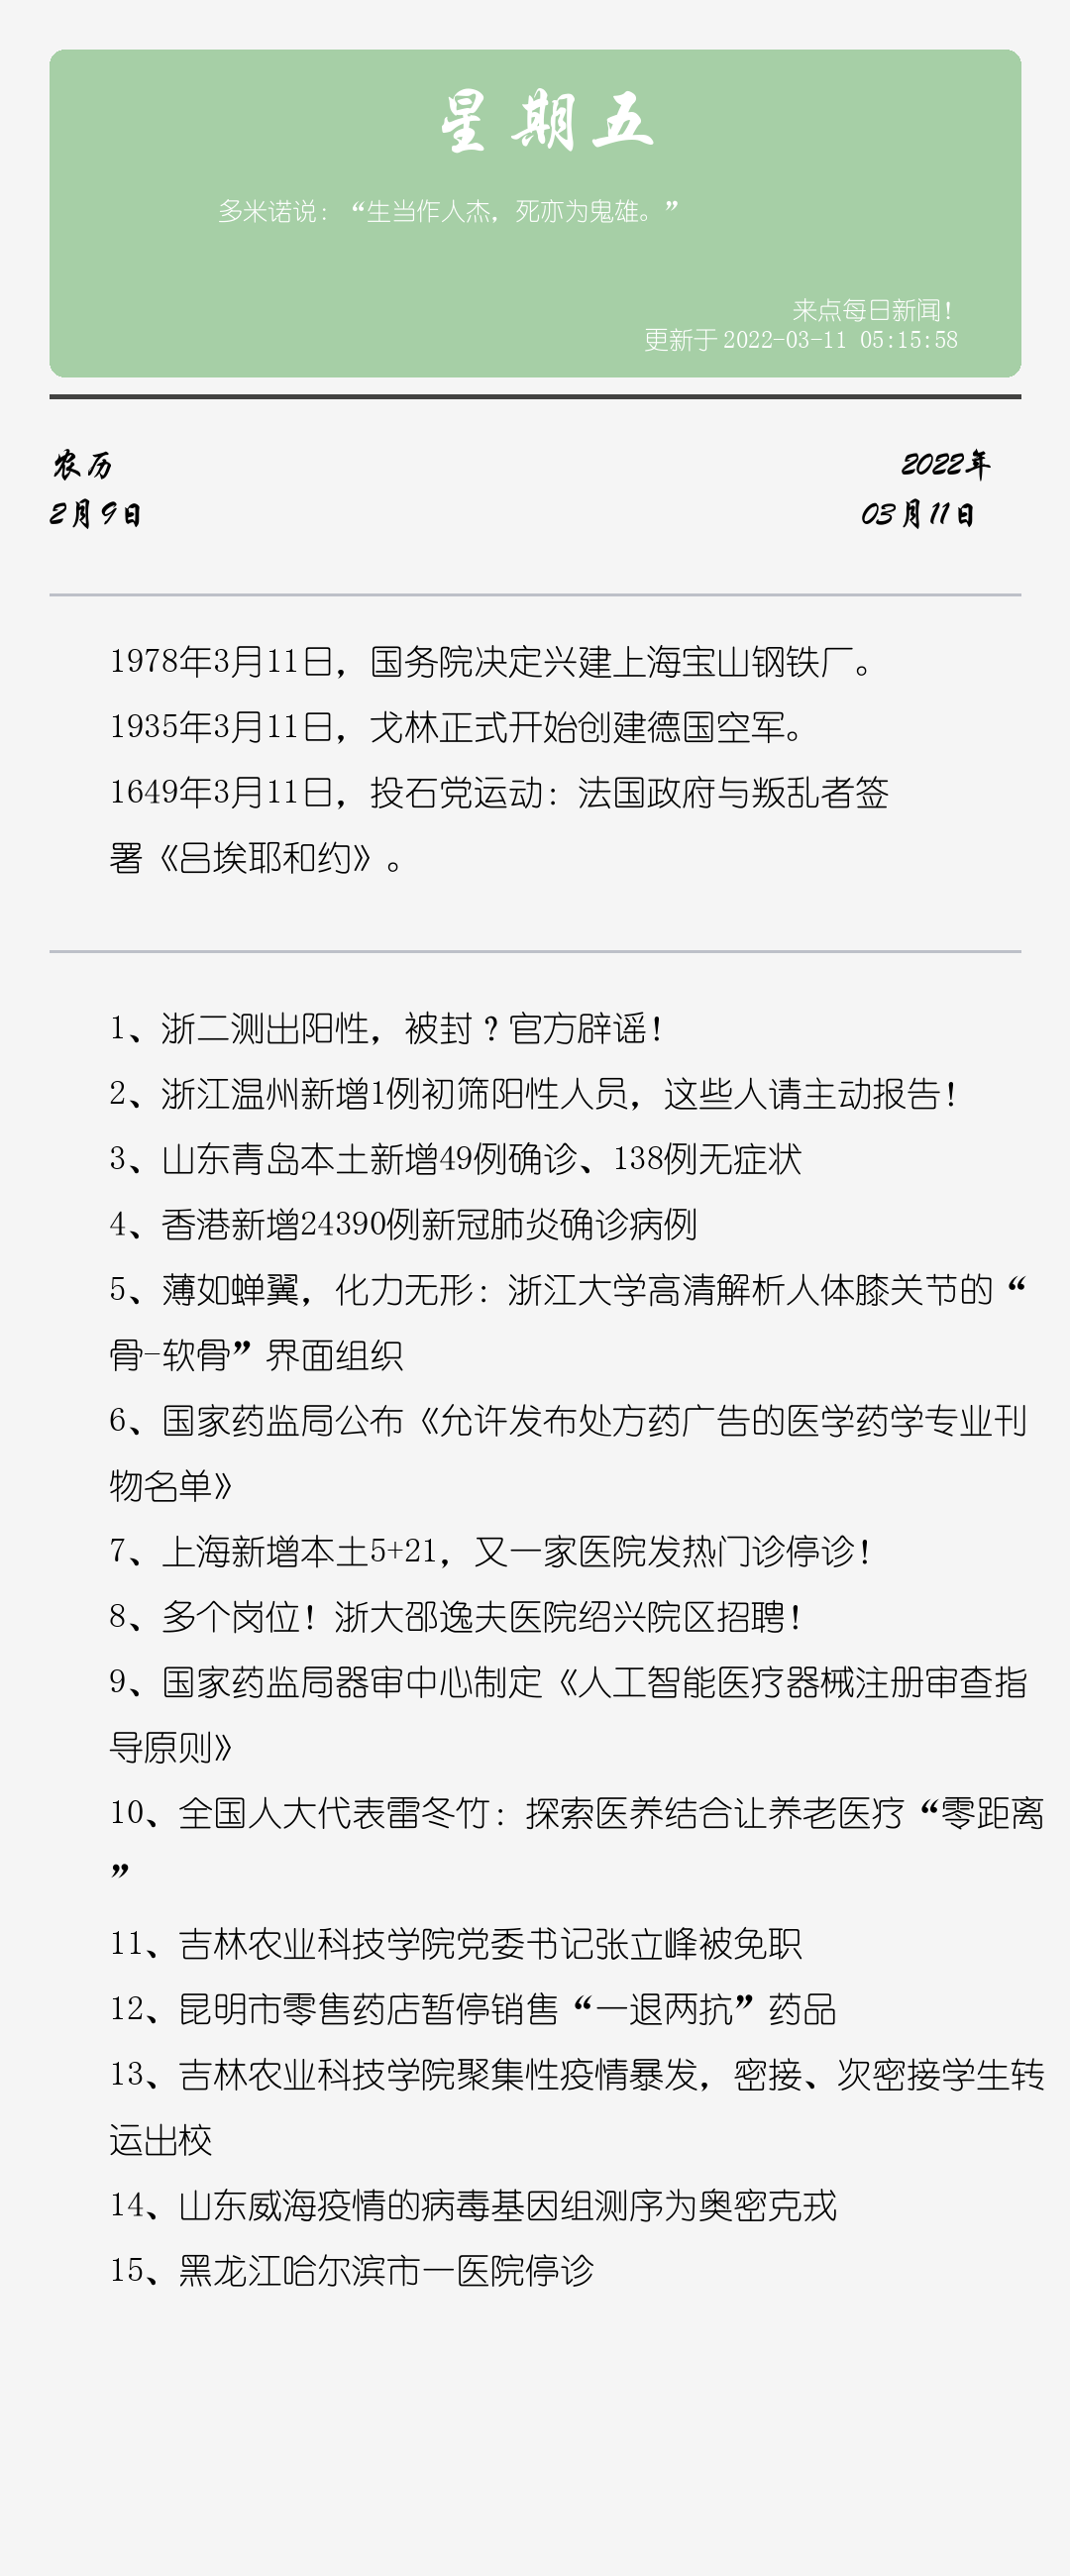 星期五
多米诺说：“生当作人杰，死亦为鬼雄。”
来点每日新闻！
更新于 2022-03-11 05:15:58
农历
2022年
2月9日
03月11日
1978年3月11日，国务院决定兴建上海宝山钢铁厂。
1935年3月11日，戈林正式开始创建德国空军。
1649年3月11日，投石党运动：法国政府与叛乱者签
署《吕埃耶和约》。
1、浙二测出阳性，被封？官方辟谣！
2、浙江温州新增1例初筛阳性人员，这些人请主动报告！
3、山东青岛本土新增49例确诊、138例无症状
4、香港新增24390例新冠肺炎确诊病例
5、薄如蝉翼，化力无形：浙江大学高清解析人体膝关节的“
骨-软骨”界面组织
6、国家药监局公布《允许发布处方药广告的医学药学专业刊
物名单》
7、上海新增本土5+21，又一家医院发热门诊停诊！
8、多个岗位！浙大邵逸夫医院绍兴院区招聘！
9、国家药监局器审中心制定《人工智能医疗器械注册审查指
导原则》
10、全国人大代表雷冬竹：探索医养结合让养老医疗“零距离
”
11、吉林农业科技学院党委书记张立峰被免职
12、昆明市零售药店暂停销售“一退两抗”药品
13、吉林农业科技学院聚集性疫情暴发，密接、次密接学生转
运出校
14、山东威海疫情的病毒基因组测序为奥密克戎
15、黑龙江哈尔滨市一医院停诊